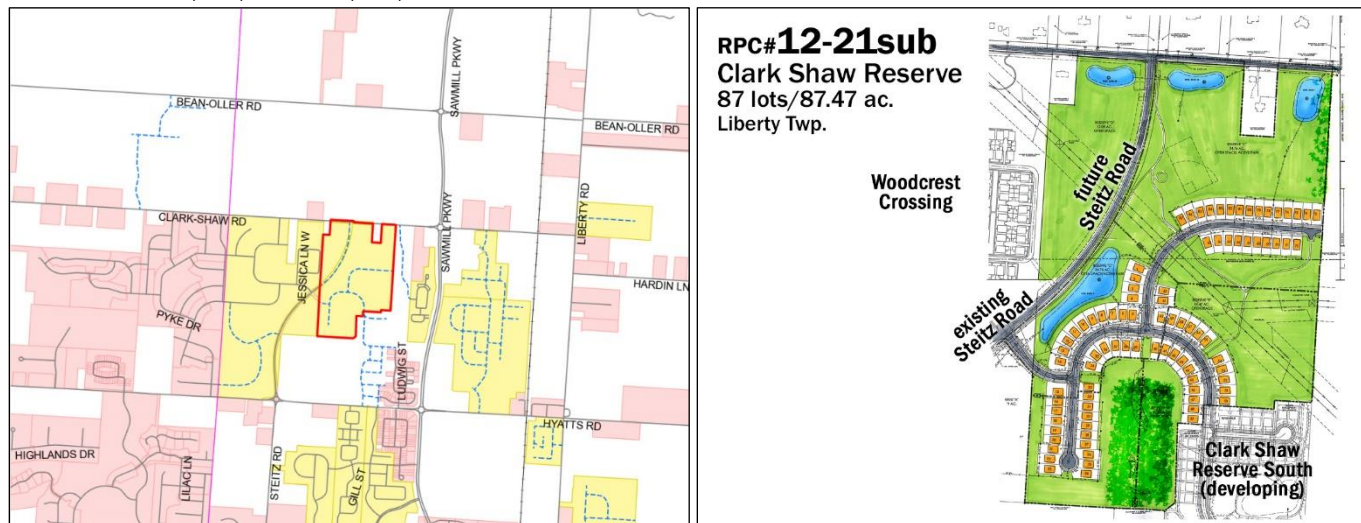 BEAN-OLLER RD
SAWMILL PKWY
BEAN-OLLER RD
LIBERTY RD
CLARK-SHAW RD
JESSICA LN W
SAWMILL PKWY
HARDIN LN
PYKE DR
LUDWIG ST
HYATTS RD
HIGHLANDS DR
LILAC LN
STEITZ RD
GILL ST
RPC#12-21sub
Clark Shaw Reserve
87 lots/87.47 ac.
Liberty Twp.
Woodcrest
Crossing
future
Steitz Road
existing
Steitz Road
Clark Shaw
Reserve South
(developing)